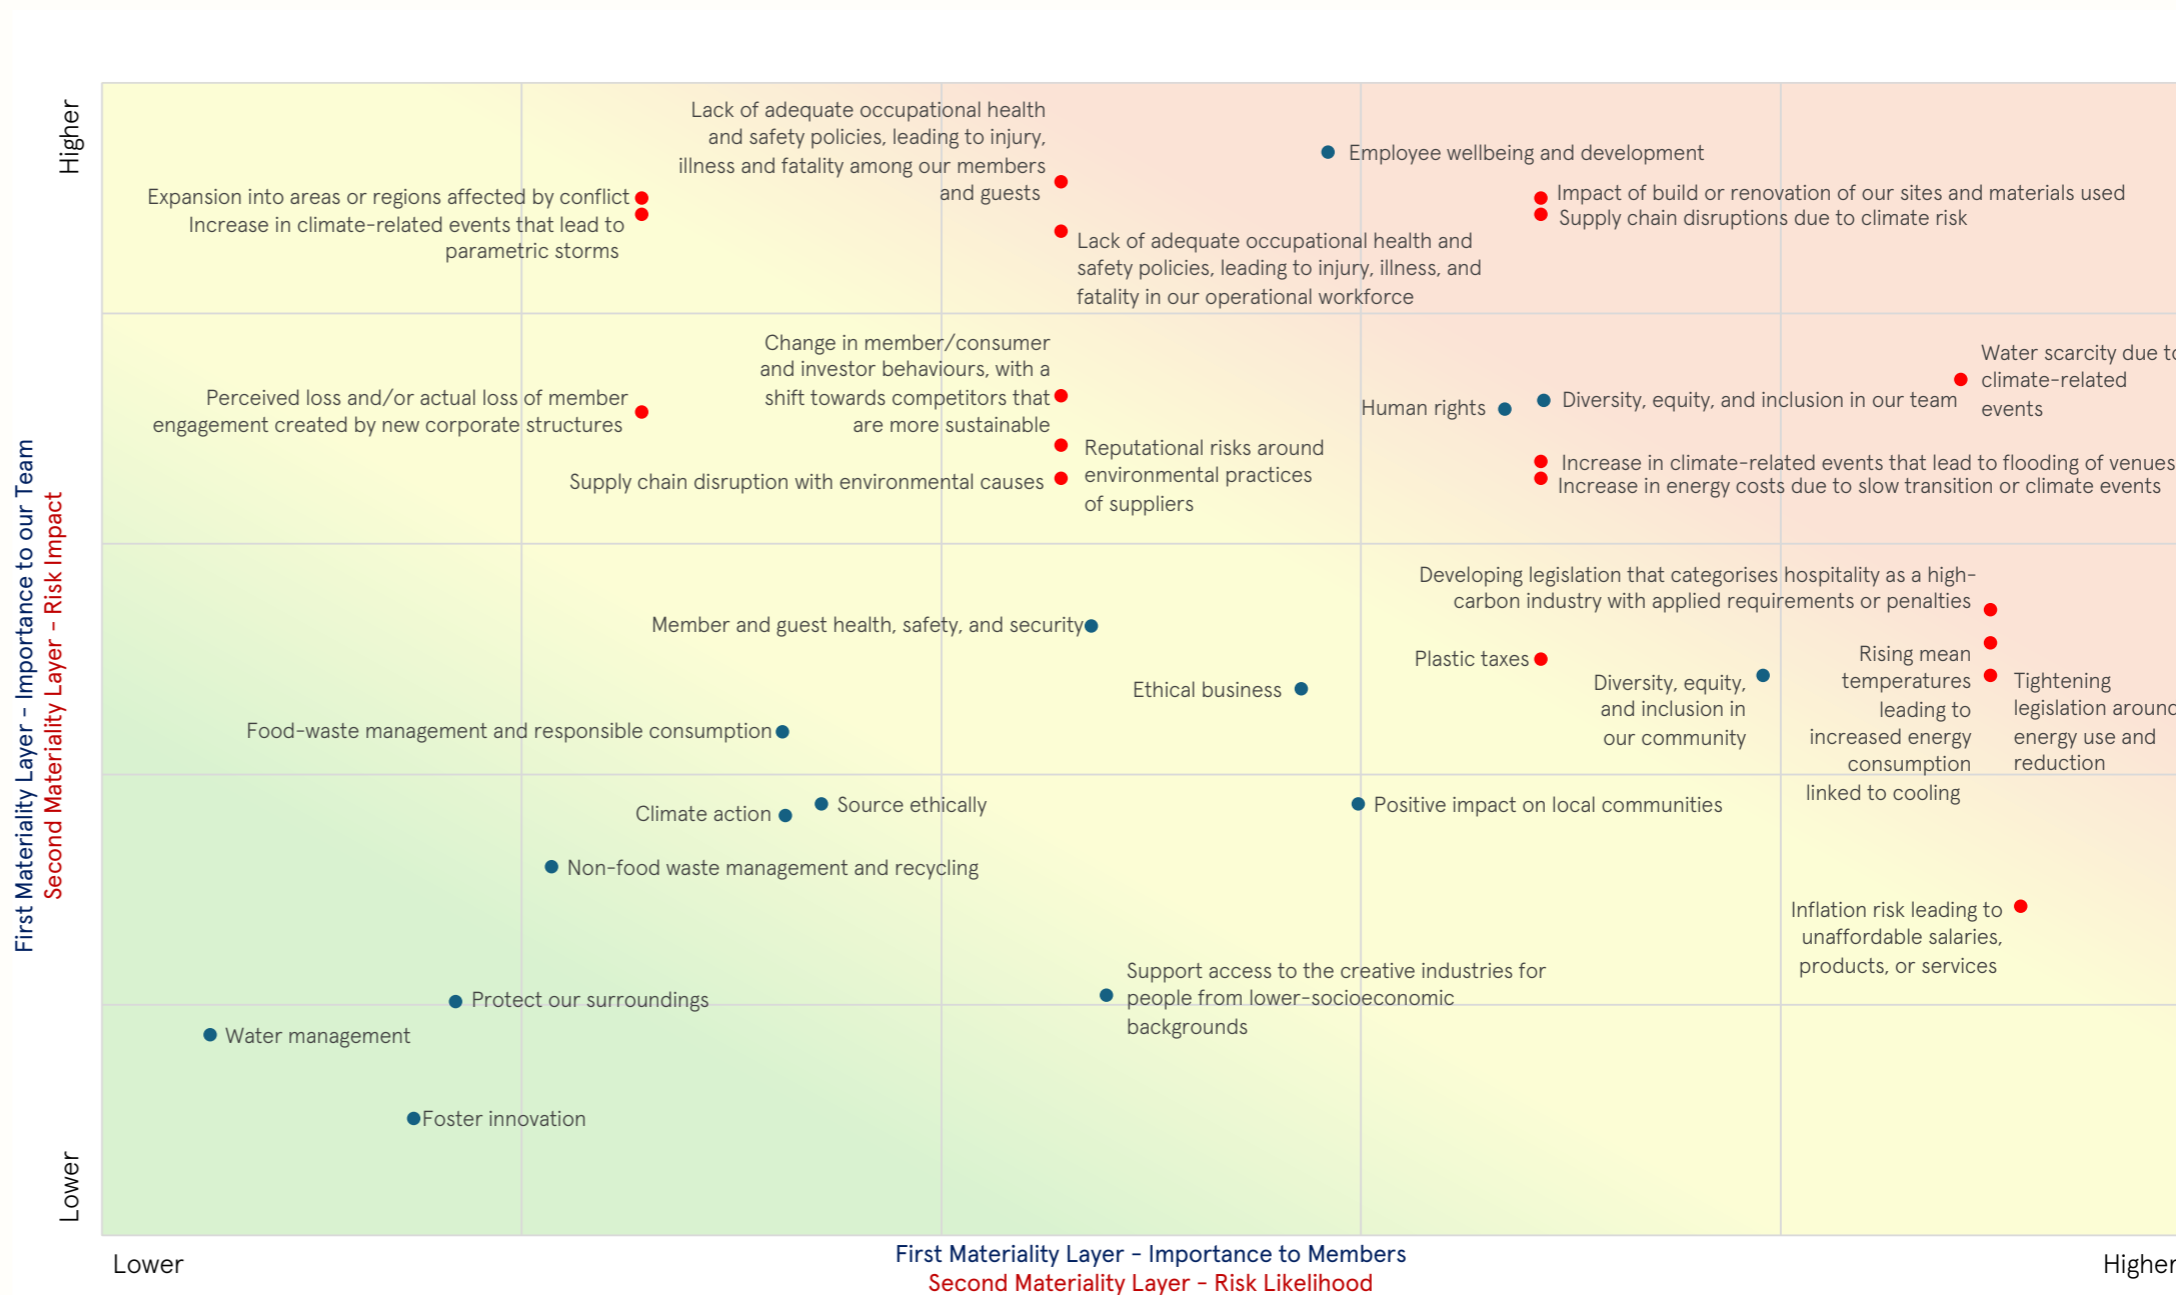 Higher
Lack of adequate occupational health
and safety policies, leading to injury,
illness and fatality among our members
and guests
Employee wellbeing and development
Expansion into areas or regions affected by conflict
Increase in climate-related events that lead to
parametric storms
Impact of build or renovation of our sites and materials used
Supply chain disruptions due to climate risk
Lack of adequate occupational health and
safety policies, leading to injury, illness, and
fatality in our operational workforce
Change in member/consumer
and investor behaviours, with a
shift towards competitors that
are more sustainable
Water scarcity due to
climate-related
events
Perceived loss and/or actual loss of member
engagement created by new corporate structures
Human rights
Diversity, equity, and inclusion in our team
Reputational risks around
environmental practices
of suppliers
Supply chain disruption with environmental causes
Increase in climate-related events that lead to flooding of venues
Increase in energy costs due to slow transition or climate events
First Materiality Layer - Importance to our Team
Second Materiality Layer - Risk Impact
Developing legislation that categorises hospitality as a high-
carbon industry with applied requirements or penalties
Member and guest health, safety, and security
Plastic taxes
Rising mean
temperatures
leading to
increased energy
consumption
linked to cooling
Ethical business
Diversity, equity,
and inclusion in
our community
Tightening
legislation around
energy use and
reduction
Food-waste management and responsible consumption
Climate action
Source ethically
Positive impact on local communities
Non-food waste management and recycling
Inflation risk leading to
unaffordable salaries,
products, or services
Support access to the creative industries for
people from lower-socioeconomic
backgrounds
Protect our surroundings
Water management
Foster innovation
Lower
Lower
First Materiality Layer - Importance to Members
Second Materiality Layer - Risk Likelihood
Higher